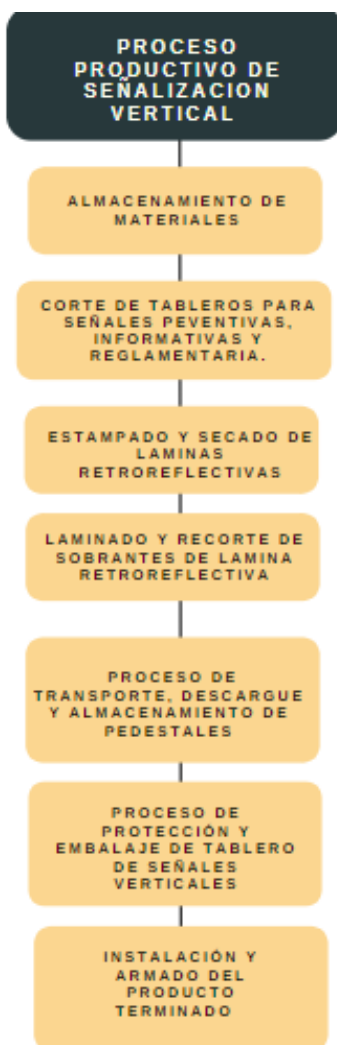 PROCESO
PRODUCTIVO DE
SEÑALIZACION
VERTICAL
ALMACENAMIENTO DE
MATERIALES
CORTE DE TABLEROS PARA
SEÑALES PEVENTIVAS,
INFORMATIVAS Y
REGLAMENTARIA.
ESTAMPADO Y SECADO DE
LAMINAS
RETROREFLECTIVAS
LAMINADO Y RECORTE DE
SOBRANTES DE LAMINA
RETROREFLECTIVA
PROCESO DE
TRANSPORTE, DESCARGUE
Y ALMACENAMIENTO DE
PEDESTALES
PROCESO DE
PROTECCIÓN Y
EMBALAJE DE TABLERO
DE SEÑALES
VERTICALES
INSTALACIÓN Y
ARMADO DEL
PRODUCTO
TERMINADO